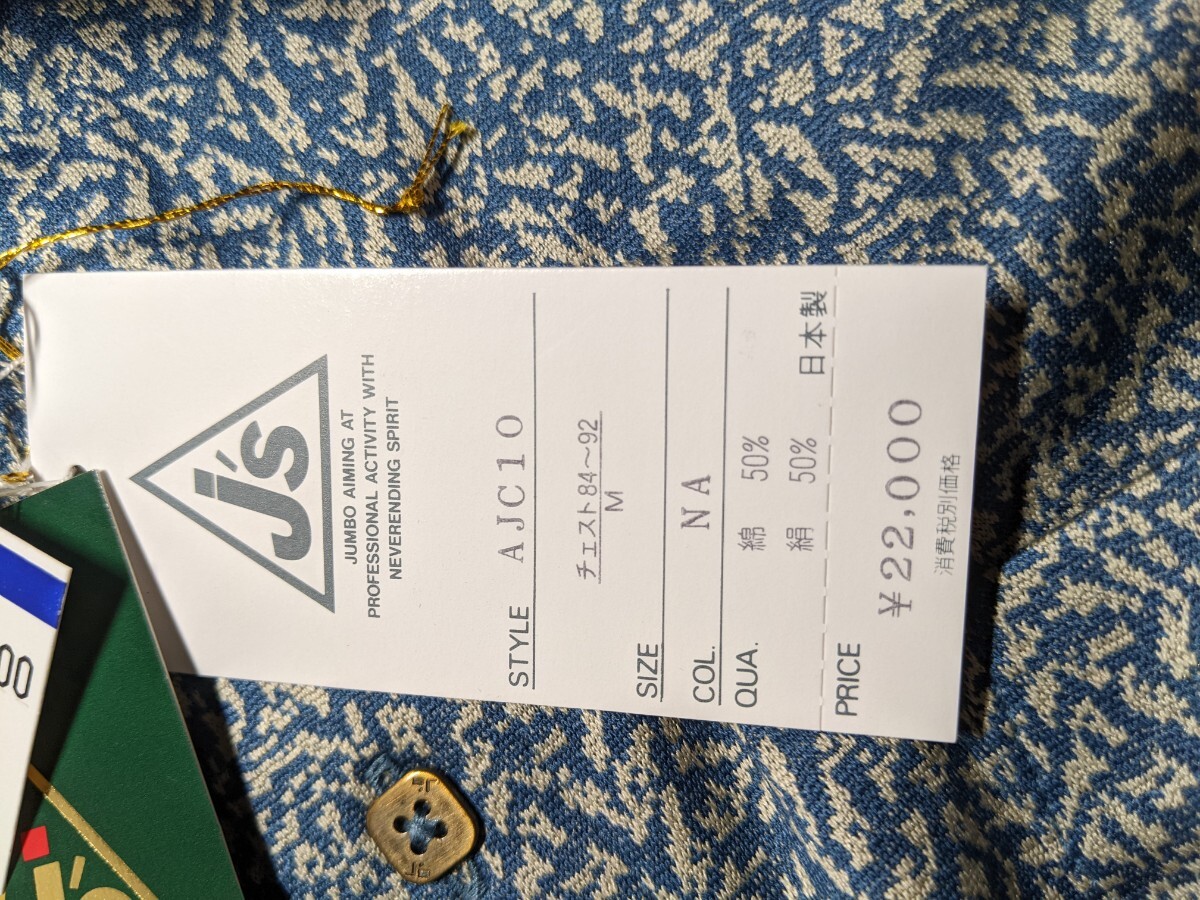 J's
JUMBO AIMING AT
PROFESSIONAL ACTIVITY WITH
NEVERENDING SPIRIT
STYLE AJC10
チェスト84〜92
M
SIZE
COL. NA
QUA. 綿 50%
絹 50%
日本製
PRICE ¥22,000
消費税別価格
00
J's